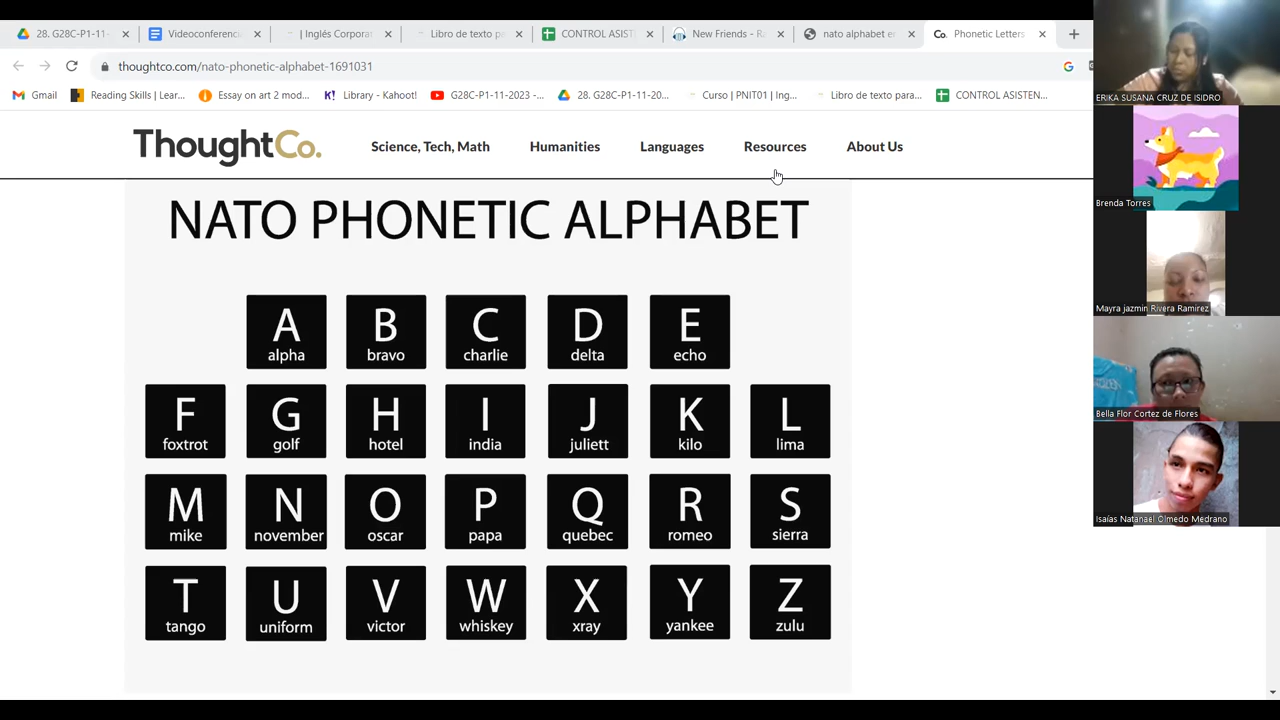 28. G28C-P1-11-
Videoconferenci
| Inglés Corporat
Libro de texto pa
CONTROL ASIST
New Friends - R
nato alphabet e
Co. Phonetic Letters
thoughtco.com/nato-phonetic-alphabet-1691031
Gmail
Reading Skills | Lear...
Essay on art 2 mod...
Library - Kahoot!
G28C-P1-11-2023 -...
28. G28C-P1-11-20...
Curso | PNIT01 | Ing...
Libro de texto para...
CONTROL ASISTEN...
ThoughtCo.
Science, Tech, Math
Humanities
Languages
Resources
About Us
NATO PHONETIC ALPHABET
A B C D E
alpha bravo charlie delta echo
F G H I J K L
foxtrot golf hotel india juliett kilo lima
M N O P Q R S
mike november oscar papa quebec romeo sierra
T U V W X Y Z
tango uniform victor whiskey xray yankee zulu
ERIKA SUSANA CRUZ DE ISIDRO
Brenda Torres
Mayra jazmin Rivera Ramirez
Bella Flor Cortez de Flores
Isaías Natanael Olmedo Medrano